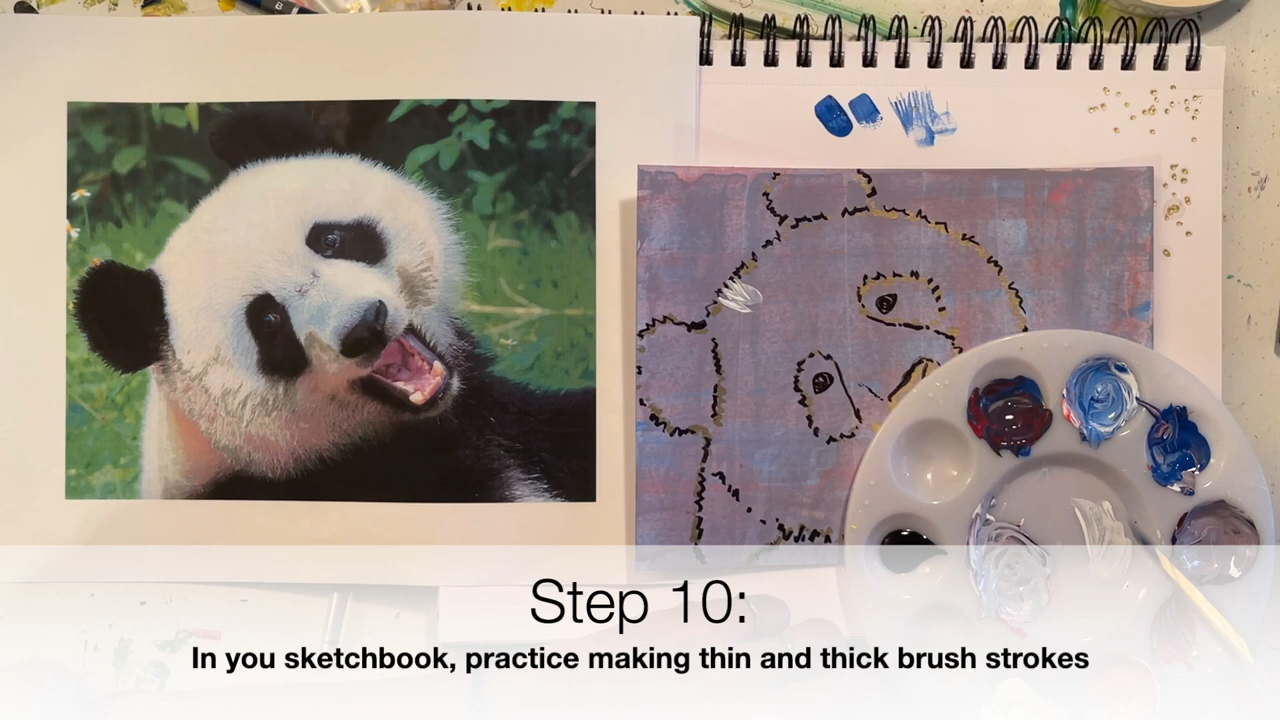 Step 10:
In you sketchbook, practice making thin and thick brush strokes